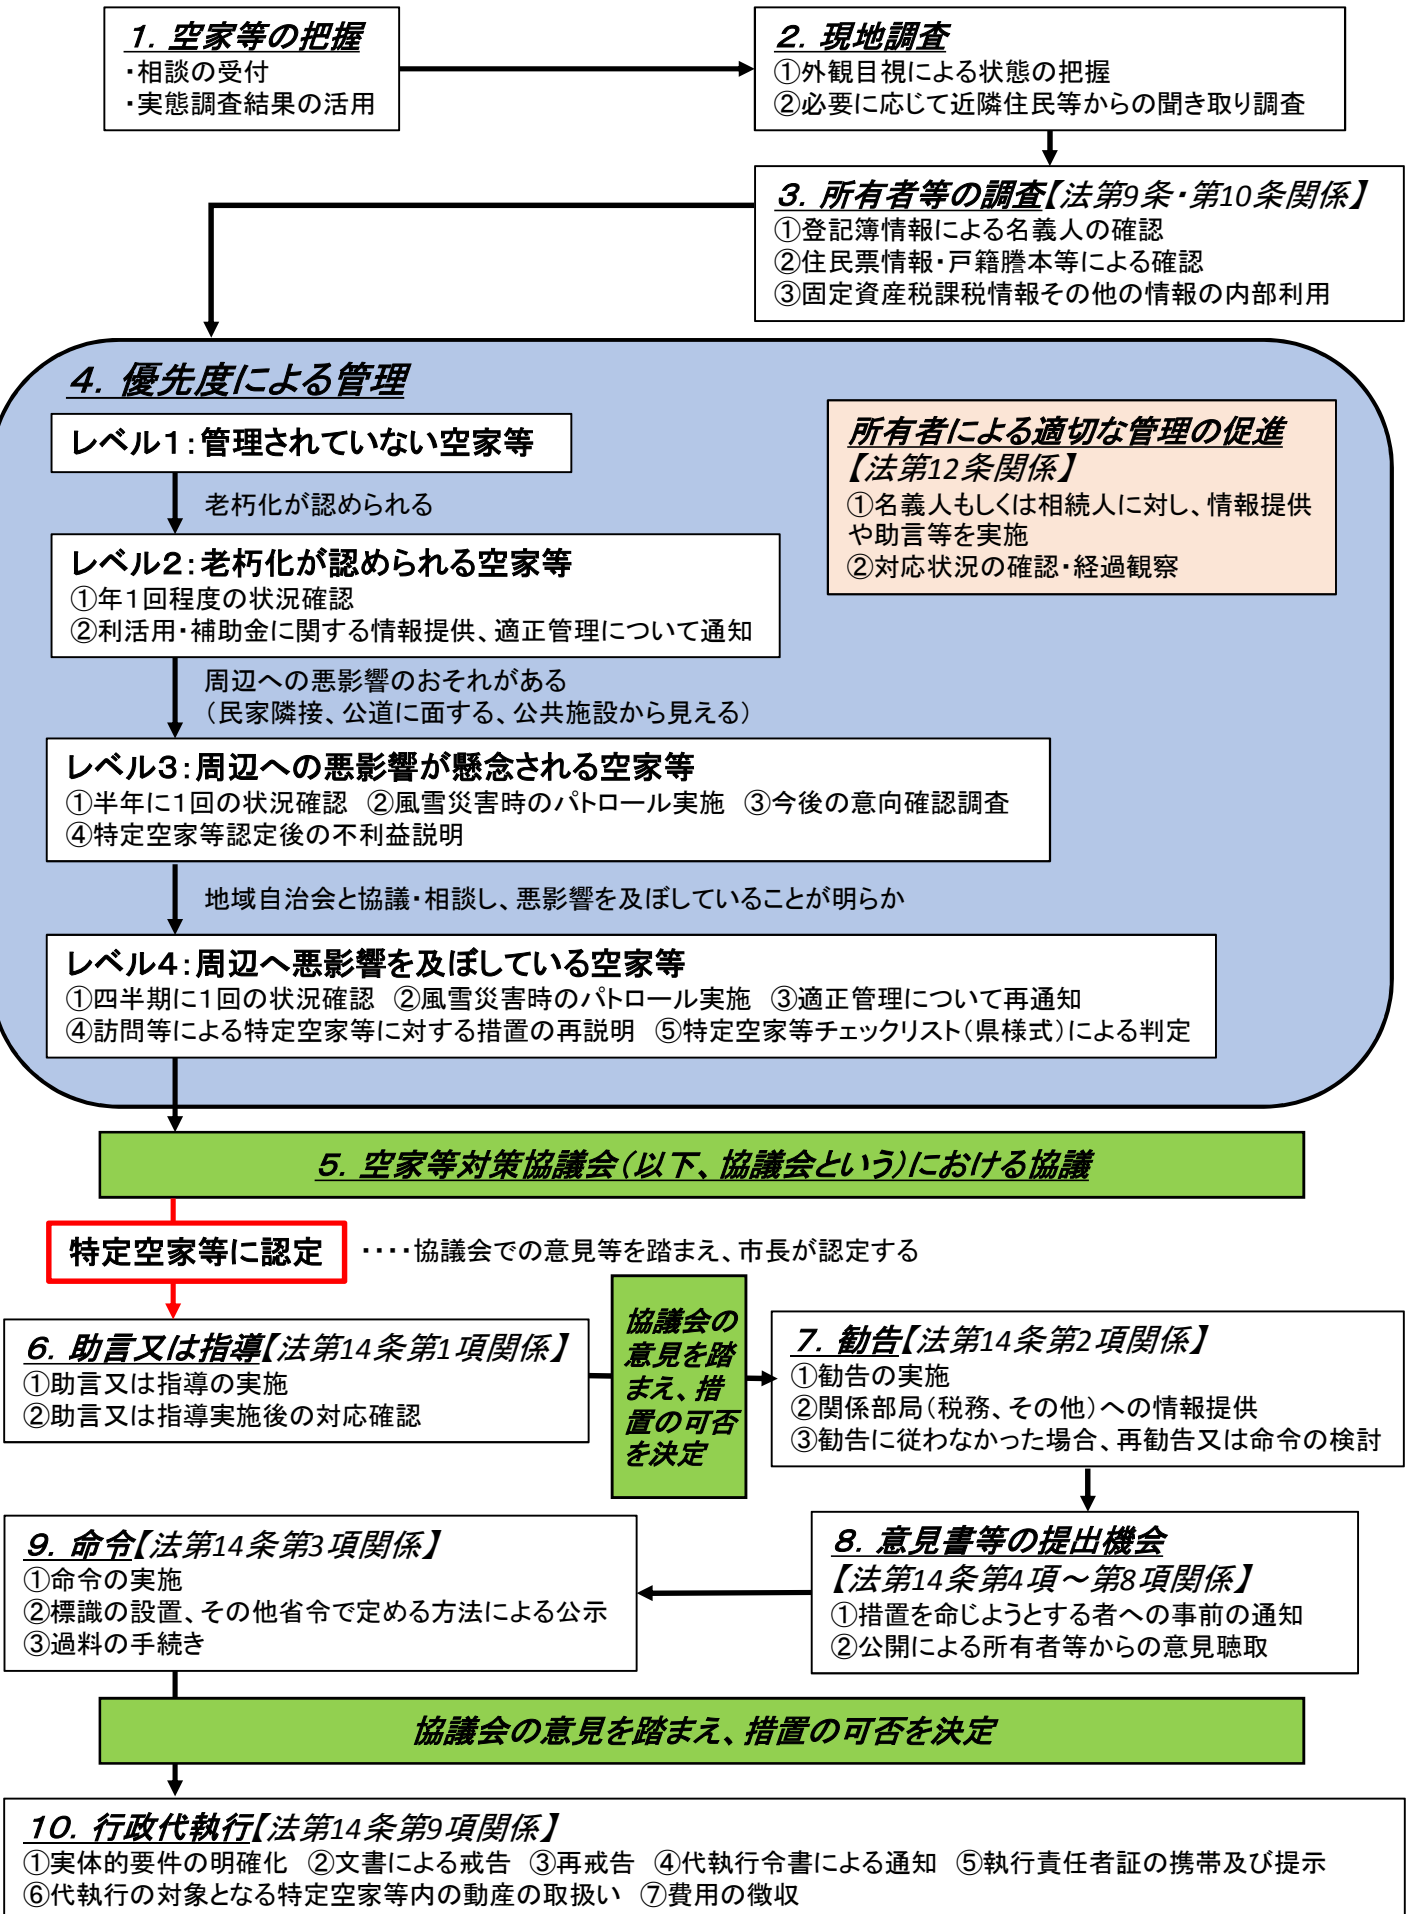 １．空家等の把握
・相談の受付
・実態調査結果の活用
２．現地調査
①外観目視による状態の把握
②必要に応じて近隣住民等からの聞き取り調査
３．所有者等の調査【法第9条・第10条関係】
①登記簿情報による名義人の確認
②住民票情報・戸籍謄本等による確認
③固定資産税課税情報その他の情報の内部利用
４．優先度による管理
レベル１：管理されていない空家等
老朽化が認められる
レベル２：老朽化が認められる空家等
①年１回程度の状況確認
②利活用・補助金に関する情報提供、適正管理について通知
所有者による適切な管理の促進
【法第12条関係】
①名義人もしくは相続人に対し、情報提供
や助言等を実施
②対応状況の確認・経過観察
周辺への悪影響のおそれがある
（民家隣接、公道に面する、公共施設から見える）
レベル３：周辺への悪影響が懸念される空家等
①半年に１回の状況確認　②風雪災害時のパトロール実施　③今後の意向確認調査
④特定空家等認定後の不利益説明
地域自治会と協議・相談し、悪影響を及ぼしていることが明らか
レベル４：周辺へ悪影響を及ぼしている空家等
①四半期に１回の状況確認　②風雪災害時のパトロール実施　③適正管理について再通知
④訪問等による特定空家等に対する措置の再説明　⑤特定空家等チェックリスト（県様式）による判定
５．空家等対策協議会（以下、協議会という）における協議
特定空家等に認定
・・・・協議会での意見等を踏まえ、市長が認定する
６．助言又は指導【法第14条第1項関係】
①助言又は指導の実施
②助言又は指導実施後の対応確認
協議会の
意見を踏
まえ、措
置の可否
を決定
７．勧告【法第14条第2項関係】
①勧告の実施
②関係部局（税務、その他）への情報提供
③勧告に従わなかった場合、再勧告又は命令の検討
８．意見書等の提出機会
【法第14条第4項～第8項関係】
①措置を命じようとする者への事前の通知
②公開による所有者等からの意見聴取
９．命令【法第14条第3項関係】
①命令の実施
②標識の設置、その他省令で定める方法による公示
③過料の手続き
協議会の意見を踏まえ、措置の可否を決定
１０．行政代執行【法第14条第9項関係】
①実体的要件の明確化　②文書による戒告　③再戒告　④代執行令書による通知　⑤執行責任者証の携帯及び提示
⑥代執行の対象となる特定空家等内の動産の取扱い　⑦費用の徴収